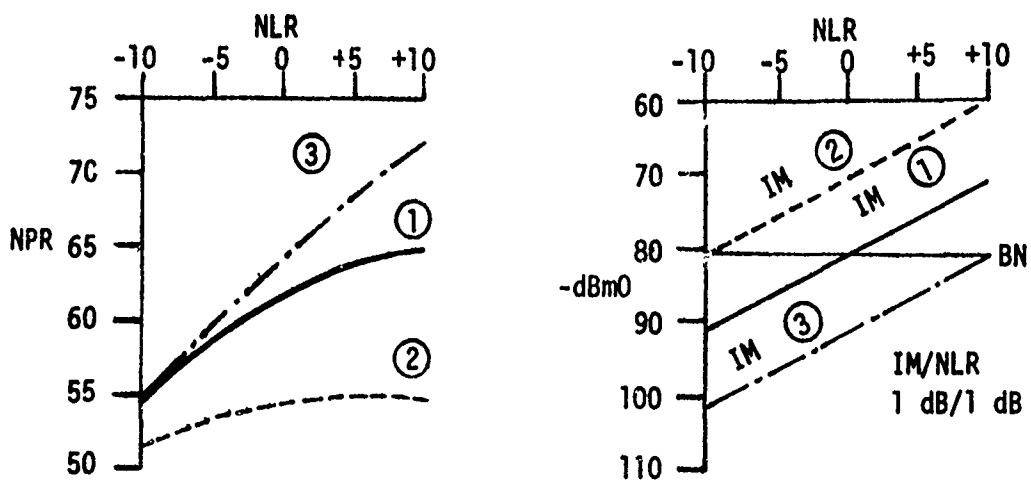 NLR
-10 -5 0 +5 +10
75
70
NPR 65
60
55
50
③
①
②
NLR
-10 -5 0 +5 +10
60
70
80
-dBm0
90
100
110
IM ②
IM ①
BN
IM ③
IM/NLR
1 dB/1 dB